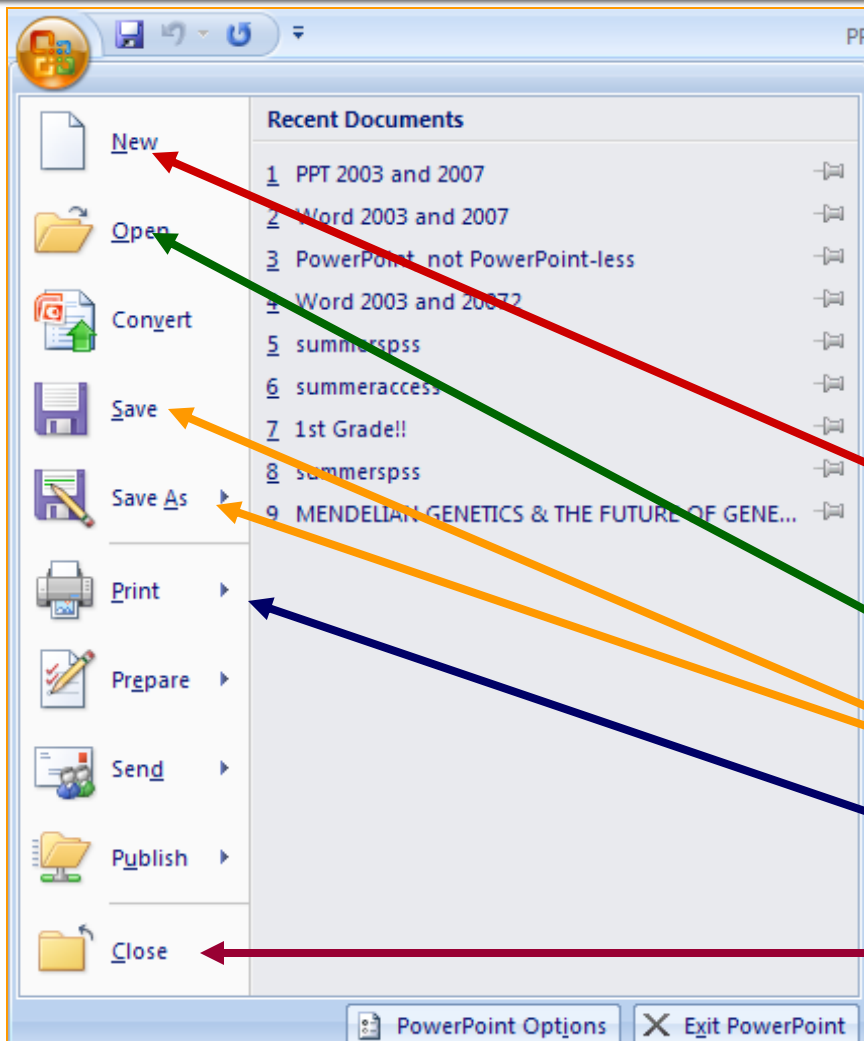 PP
New
Open
Convert
Save
Save As
Print
Prepare
Send
Publish
Close
Recent Documents
1 PPT 2003 and 2007
2 Word 2003 and 2007
3 PowerPoint not PowerPoint-less
4 Word 2003 and 2007?
5 summerspss
6 summeraccess
7 1st Grade!!
8 summerspss
9 MENDELIAN GENETICS & THE FUTURE OF GENE...
PowerPoint Options
Exit PowerPoint